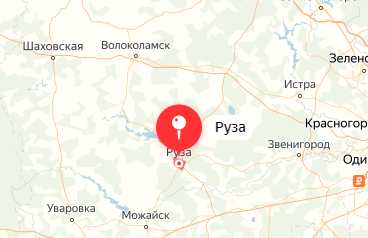 Шаховская
Волоколамск
Зелено
Истра
Красногор
Руза
Руза
Звенигород
Оди
₽
Уваровка
Можайск